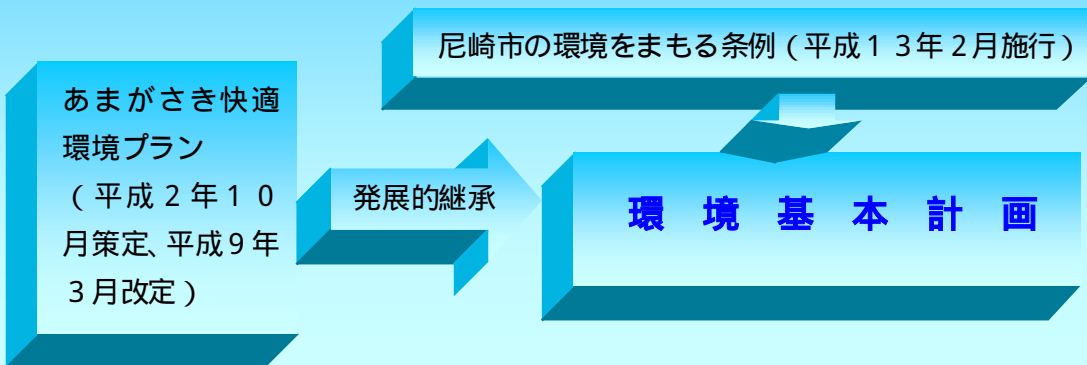 尼崎市の環境をまもる条例（平成１３年２月施行）
あまがさき快適
環境プラン
（平成２年１０
月策定、平成９年
３月改定）
発展的継承
環境基本計画